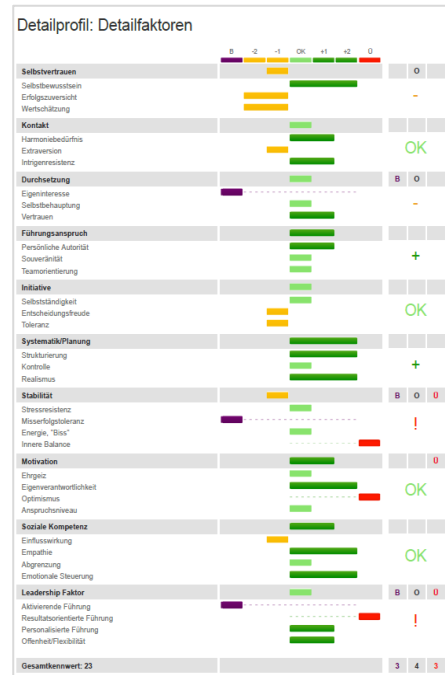 Detailprofil: Detailfaktoren
B -2 -1 OK +1 +2 Ü
Selbstvertrauen O
Selbstbewusstsein
Erfolgszuversicht -
Wertschätzung
Kontakt
Harmoniebedürfnis
Extraversion OK
Intrigenresistenz
Durchsetzung B O
Eigeninteresse
Selbstbehauptung -
Vertrauen
Führungsanspruch
Persönliche Autorität
Souveränität +
Teamorientierung
Initiative
Selbstständigkeit
Entscheidungsfreude OK
Toleranz
Systematik/Planung
Strukturierung
Kontrolle +
Realismus
Stabilität B O Ü
Stressresistenz
Misserfolgstoleranz !
Energie, "Biss"
Innere Balance
Motivation Ü
Ehrgeiz
Eigenverantwortlichkeit OK
Optimismus
Anspruchsniveau
Soziale Kompetenz
Einflusswirkung
Empathie OK
Abgrenzung
Emotionale Steuerung
Leadership Faktor B O Ü
Aktivierende Führung
Resultatsorientierte Führung !
Personalisierte Führung
Offenheit/Flexibilität
Gesamtkennwert: 23 3 4 3